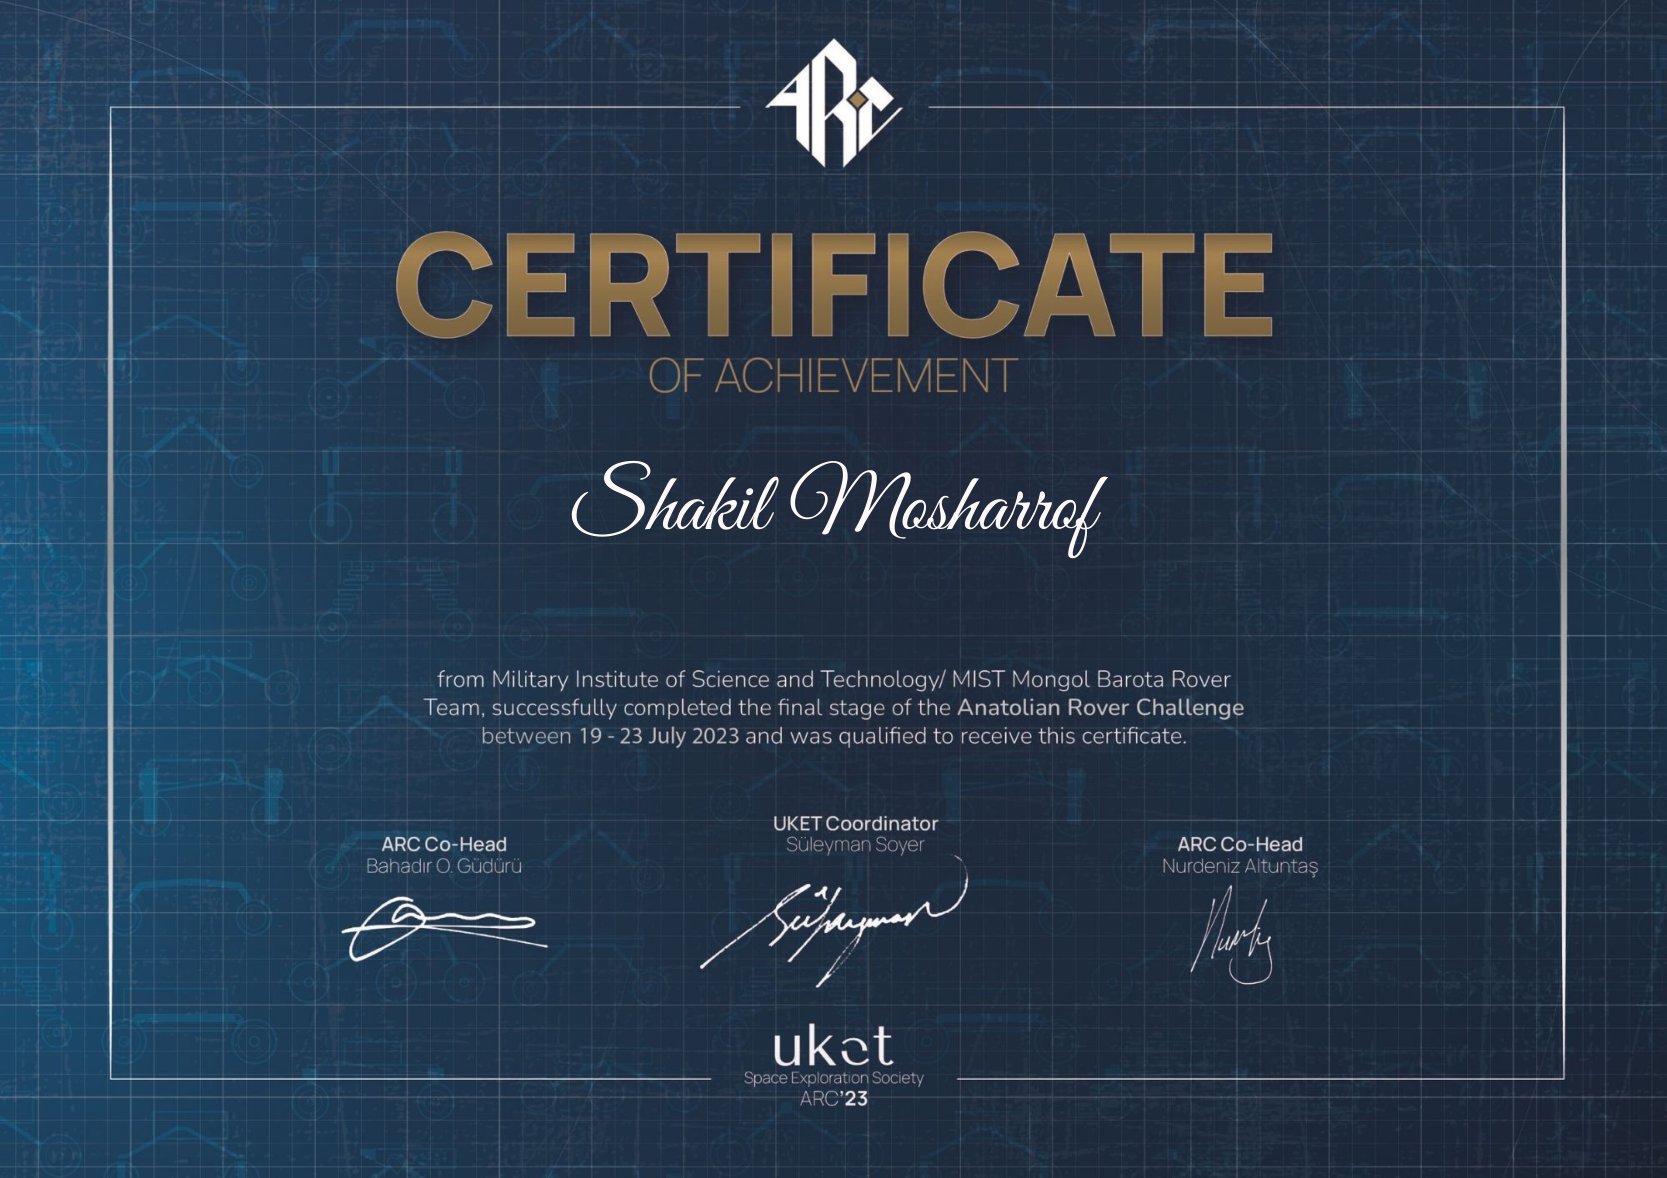 ARC
CERTIFICATE
OF ACHIEVEMENT
Shakil Mosharrof
from Military Institute of Science and Technology/ MIST Mongol Barota Rover
Team, successfully completed the final stage of the Anatolian Rover Challenge
between 19 - 23 July 2023 and was qualified to receive this certificate.
ARC Co-Head
Bahadır O. Güdürü
UKET Coordinator
Süleyman Soyer
Süleyman
ARC Co-Head
Nurdeniz Altuntaş
uket
Space Exploration Society
ARC'23